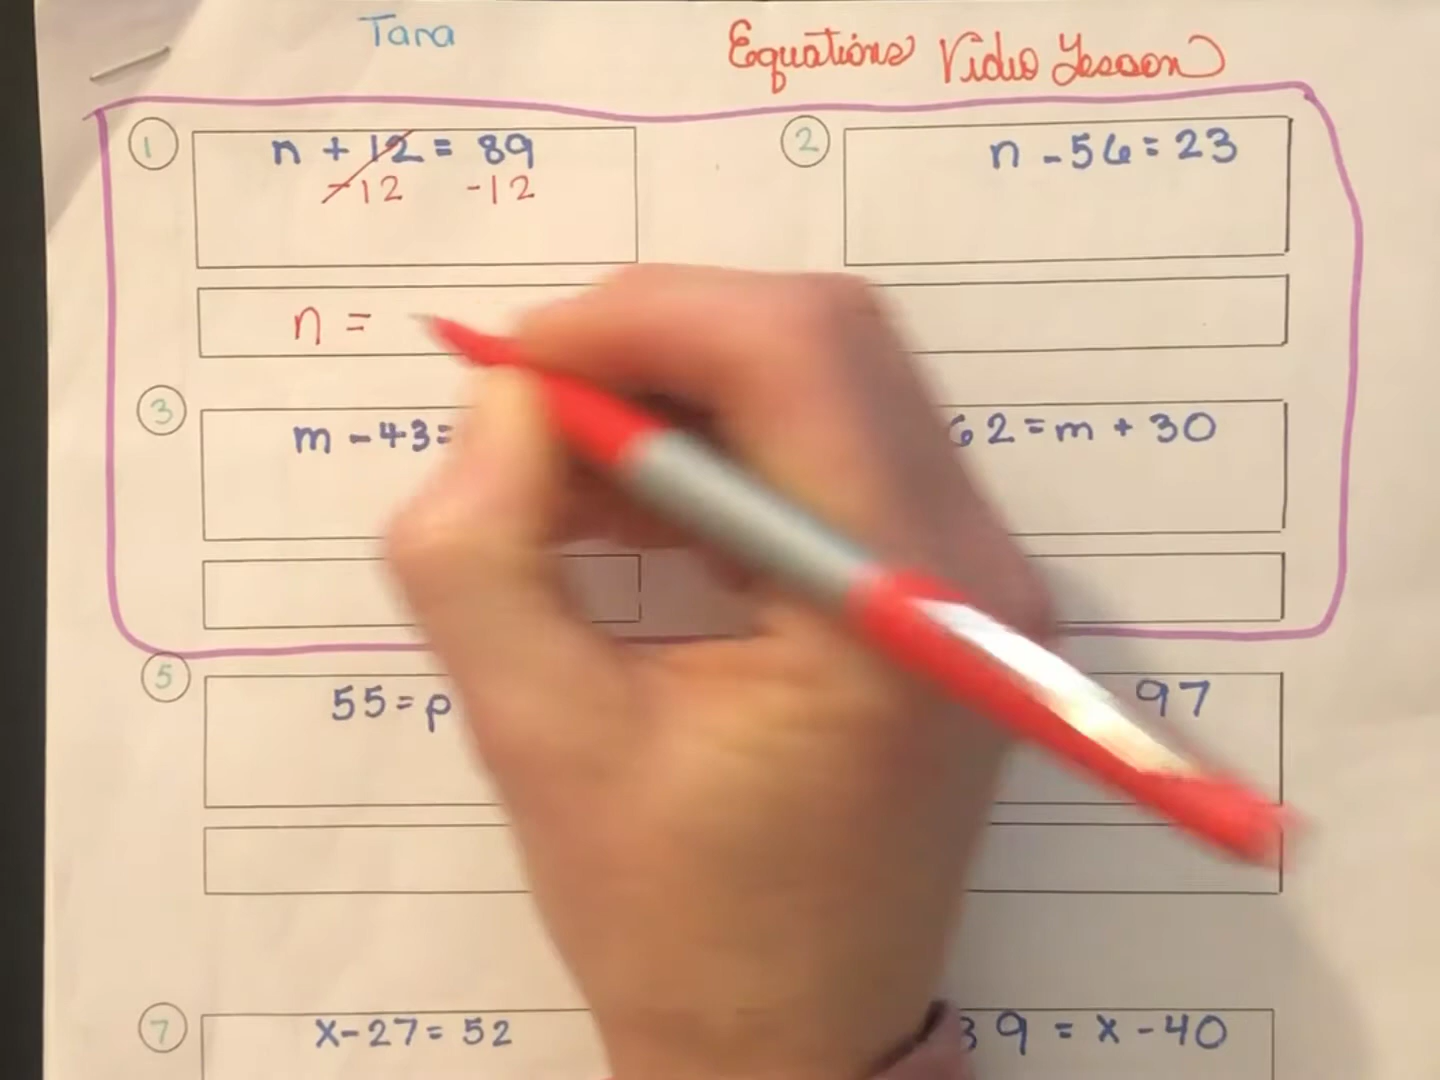 Tara
Equations Video Lesson
1
n + 12 = 89
-12 -12
n =
2
n - 56 = 23
3
m - 43 =
62 = m + 30
5
55 = p
97
7
x - 27 = 52
39 = x - 40